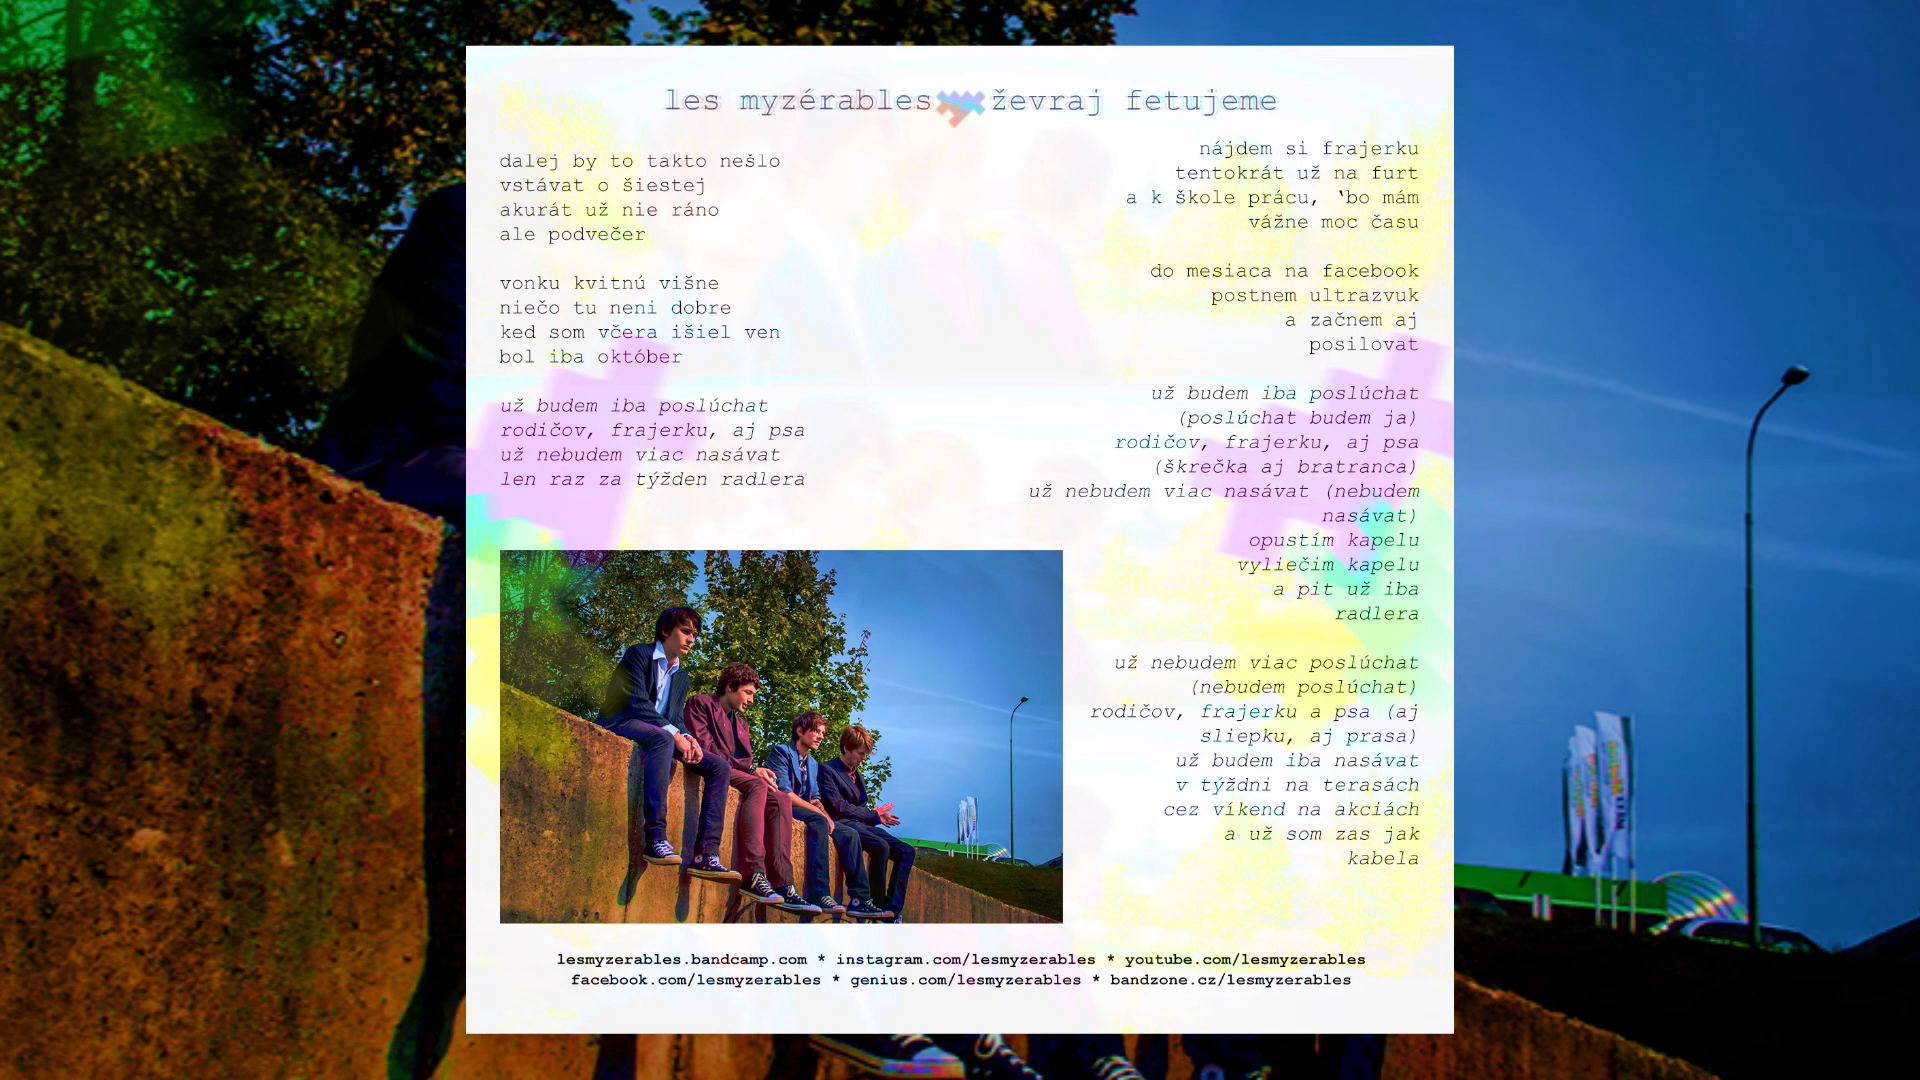 les myzérables ževraj fetujeme
dalej by to takto nešlo
vstávat o šiestej
akurát už nie ráno
ale podvečer
vonku kvitnú višne
niečo tu neni dobre
ked som včera išiel ven
bol iba október
už budem iba poslúchat
rodičov, frajerku, aj psa
už nebudem viac nasávat
len raz za týžden radlera
nájdem si frajerku
tentokrát už na furt
a k škole prácu, ‘bo mám
vážne moc času
do mesiaca na facebook
postnem ultrazvuk
a začnem aj
posilovat
už budem iba poslúchat
(poslúchat budem ja)
rodičov, frajerku, aj psa
(škrečka aj bratranca)
už nebudem viac nasávat (nebudem
nasávat)
opustím kapelu
vyliečim kapelu
a pit už iba
radlera
už nebudem viac poslúchat
(nebudem poslúchat)
rodičov, frajerku a psa (aj
sliepku, aj prasa)
už budem iba nasávat
v týždni na terasách
cez víkend na akciách
a už som zas jak
kabela
lesmyzerables.bandcamp.com * instagram.com/lesmyzerables * youtube.com/lesmyzerables
facebook.com/lesmyzerables * genius.com/lesmyzerables * bandzone.cz/lesmyzerables